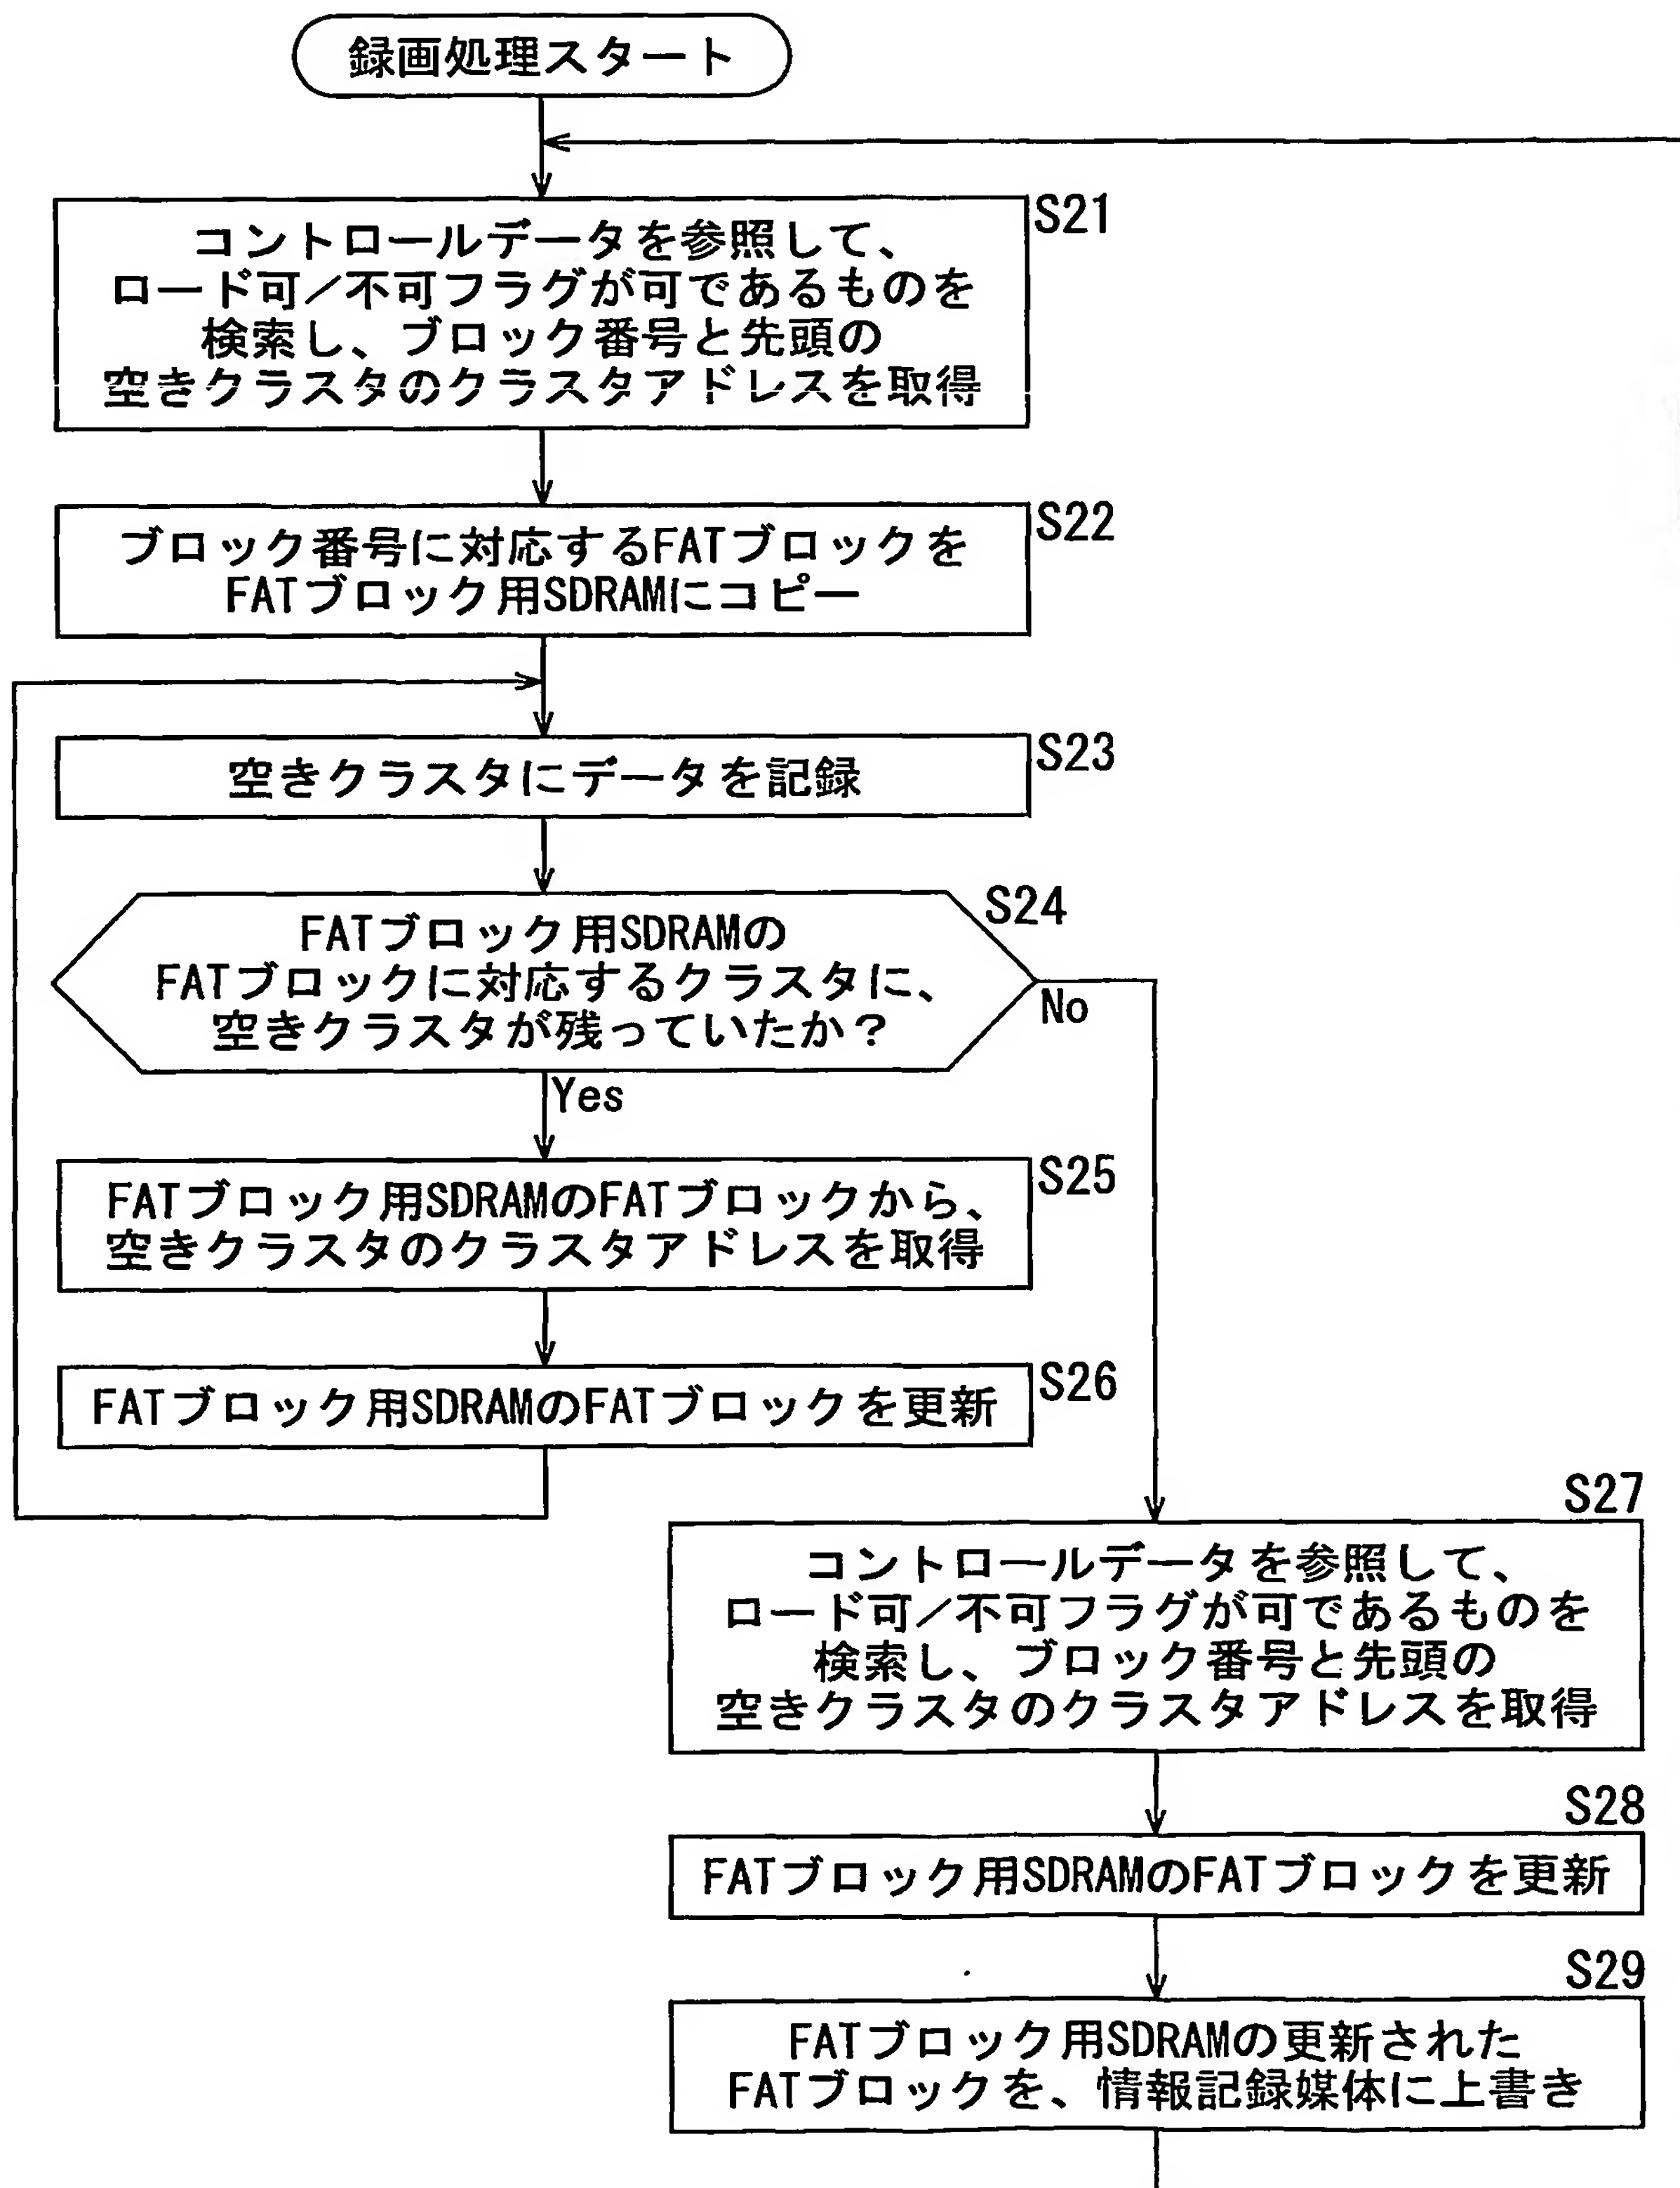 録画処理スタート
S21
コントロールデータを参照して、
ロード可／不可フラグが可であるものを
検索し、ブロック番号と先頭の
空きクラスタのクラスタアドレスを取得
S22
ブロック番号に対応するFATブロックを
FATブロック用SDRAMにコピー
S23
空きクラスタにデータを記録
S24
FATブロック用SDRAMの
FATブロックに対応するクラスタに、
空きクラスタが残っていたか？
No
Yes
S25
FATブロック用SDRAMのFATブロックから、
空きクラスタのクラスタアドレスを取得
S26
FATブロック用SDRAMのFATブロックを更新
S27
コントロールデータを参照して、
ロード可／不可フラグが可であるものを
検索し、ブロック番号と先頭の
空きクラスタのクラスタアドレスを取得
S28
FATブロック用SDRAMのFATブロックを更新
S29
FATブロック用SDRAMの更新された
FATブロックを、情報記録媒体に上書き